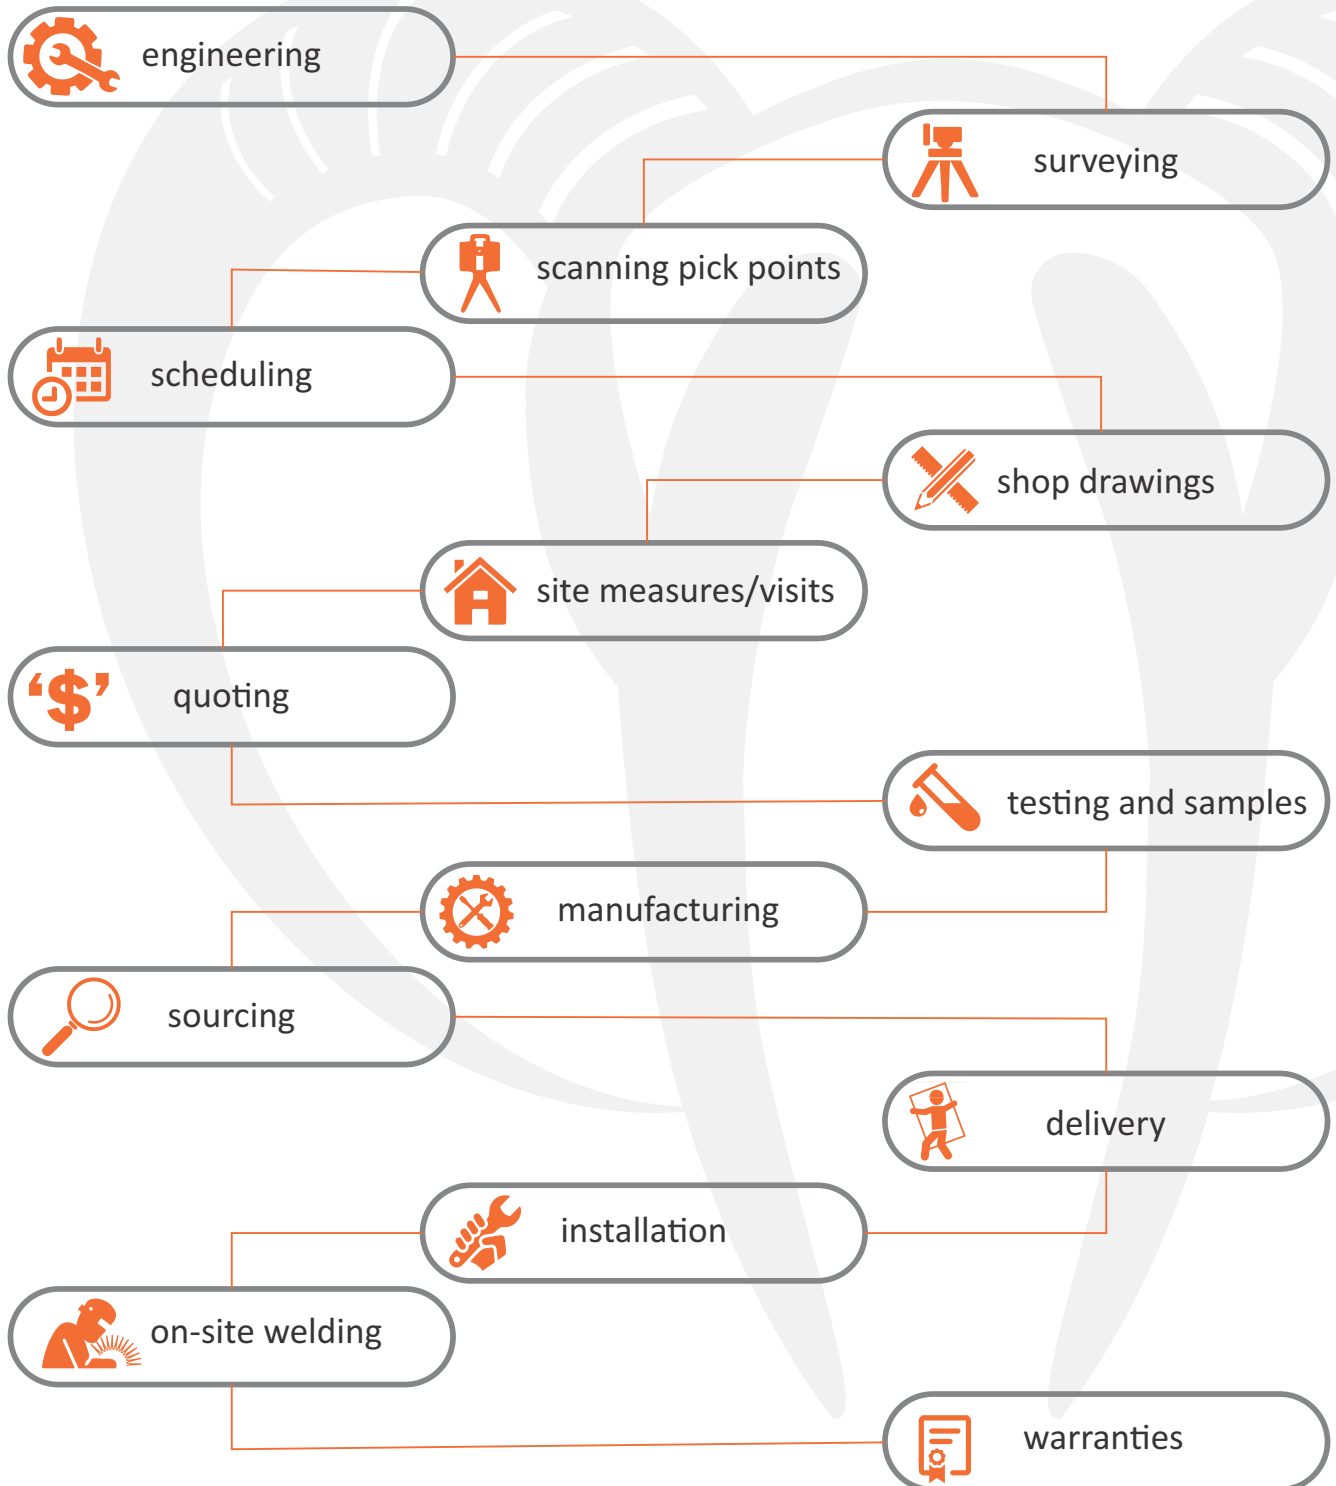 engineering
surveying
scanning pick points
scheduling
shop drawings
site measures/visits
‘$’ quoting
testing and samples
manufacturing
sourcing
delivery
installation
on-site welding
warranties